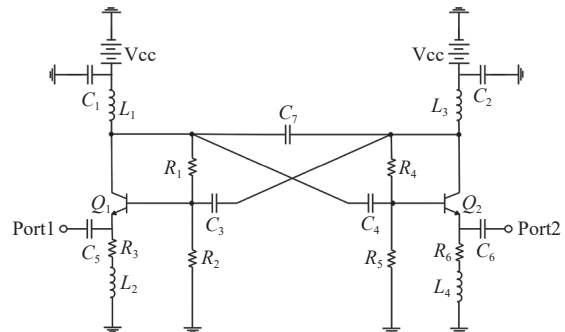 Vcc Vcc
C1 L1 L3 C2
C7
R1 R4
Q1 C3 C4 Q2
Port1 C5 R3 R2 R5 R6 C6 Port2
L2 L4